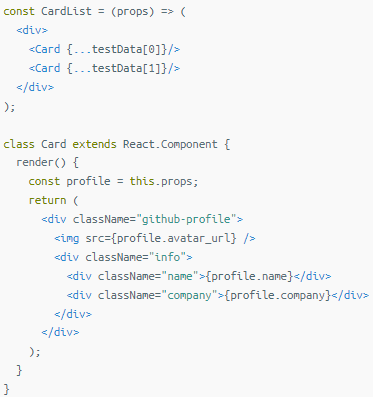 const CardList = (props) => (
  <div>
    <Card {...testData[0]}/>
    <Card {...testData[1]}/>
  </div>
);

class Card extends React.Component {
  render() {
    const profile = this.props;
    return (
      <div className="github-profile">
        <img src={profile.avatar_url} />
        <div className="info">
          <div className="name">{profile.name}</div>
          <div className="company">{profile.company}</div>
        </div>
      </div>
    );
  }
}